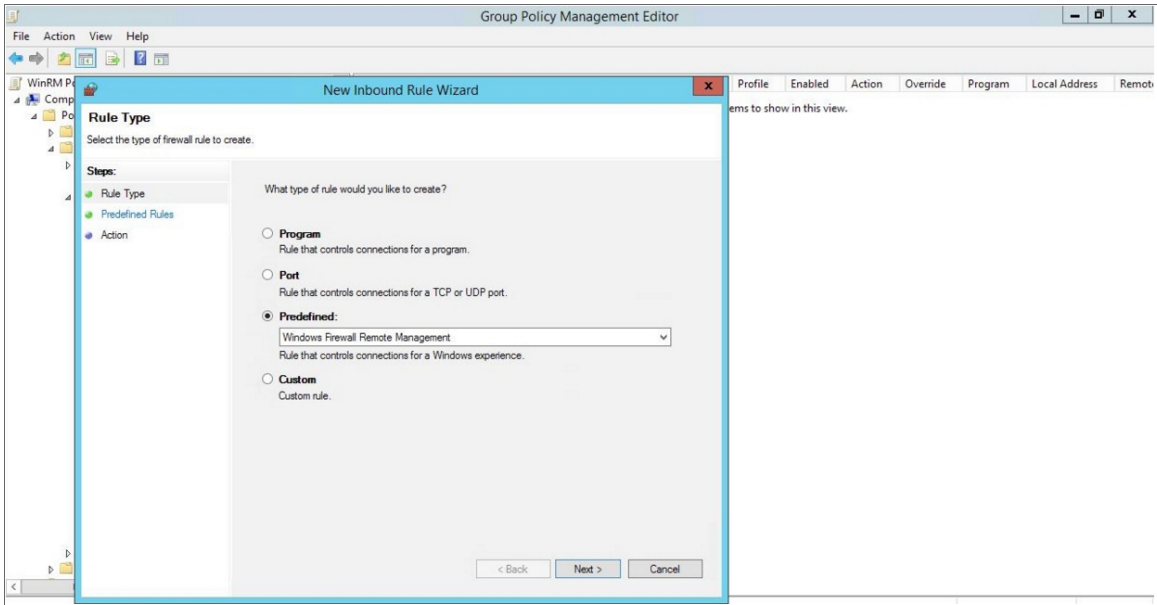 Group Policy Management Editor
File Action View Help
WinRM Po
Comp
Po
New Inbound Rule Wizard
x
Profile Enabled Action Override Program Local Address Remot
ems to show in this view.
Rule Type
Select the type of firewall rule to create.
Steps:
Rule Type
Predefined Rules
Action
What type of rule would you like to create?
Program
Rule that controls connections for a program.
Port
Rule that controls connections for a TCP or UDP port.
Predefined:
Windows Firewall Remote Management
Rule that controls connections for a Windows experience.
Custom
Custom rule.
< Back Next > Cancel